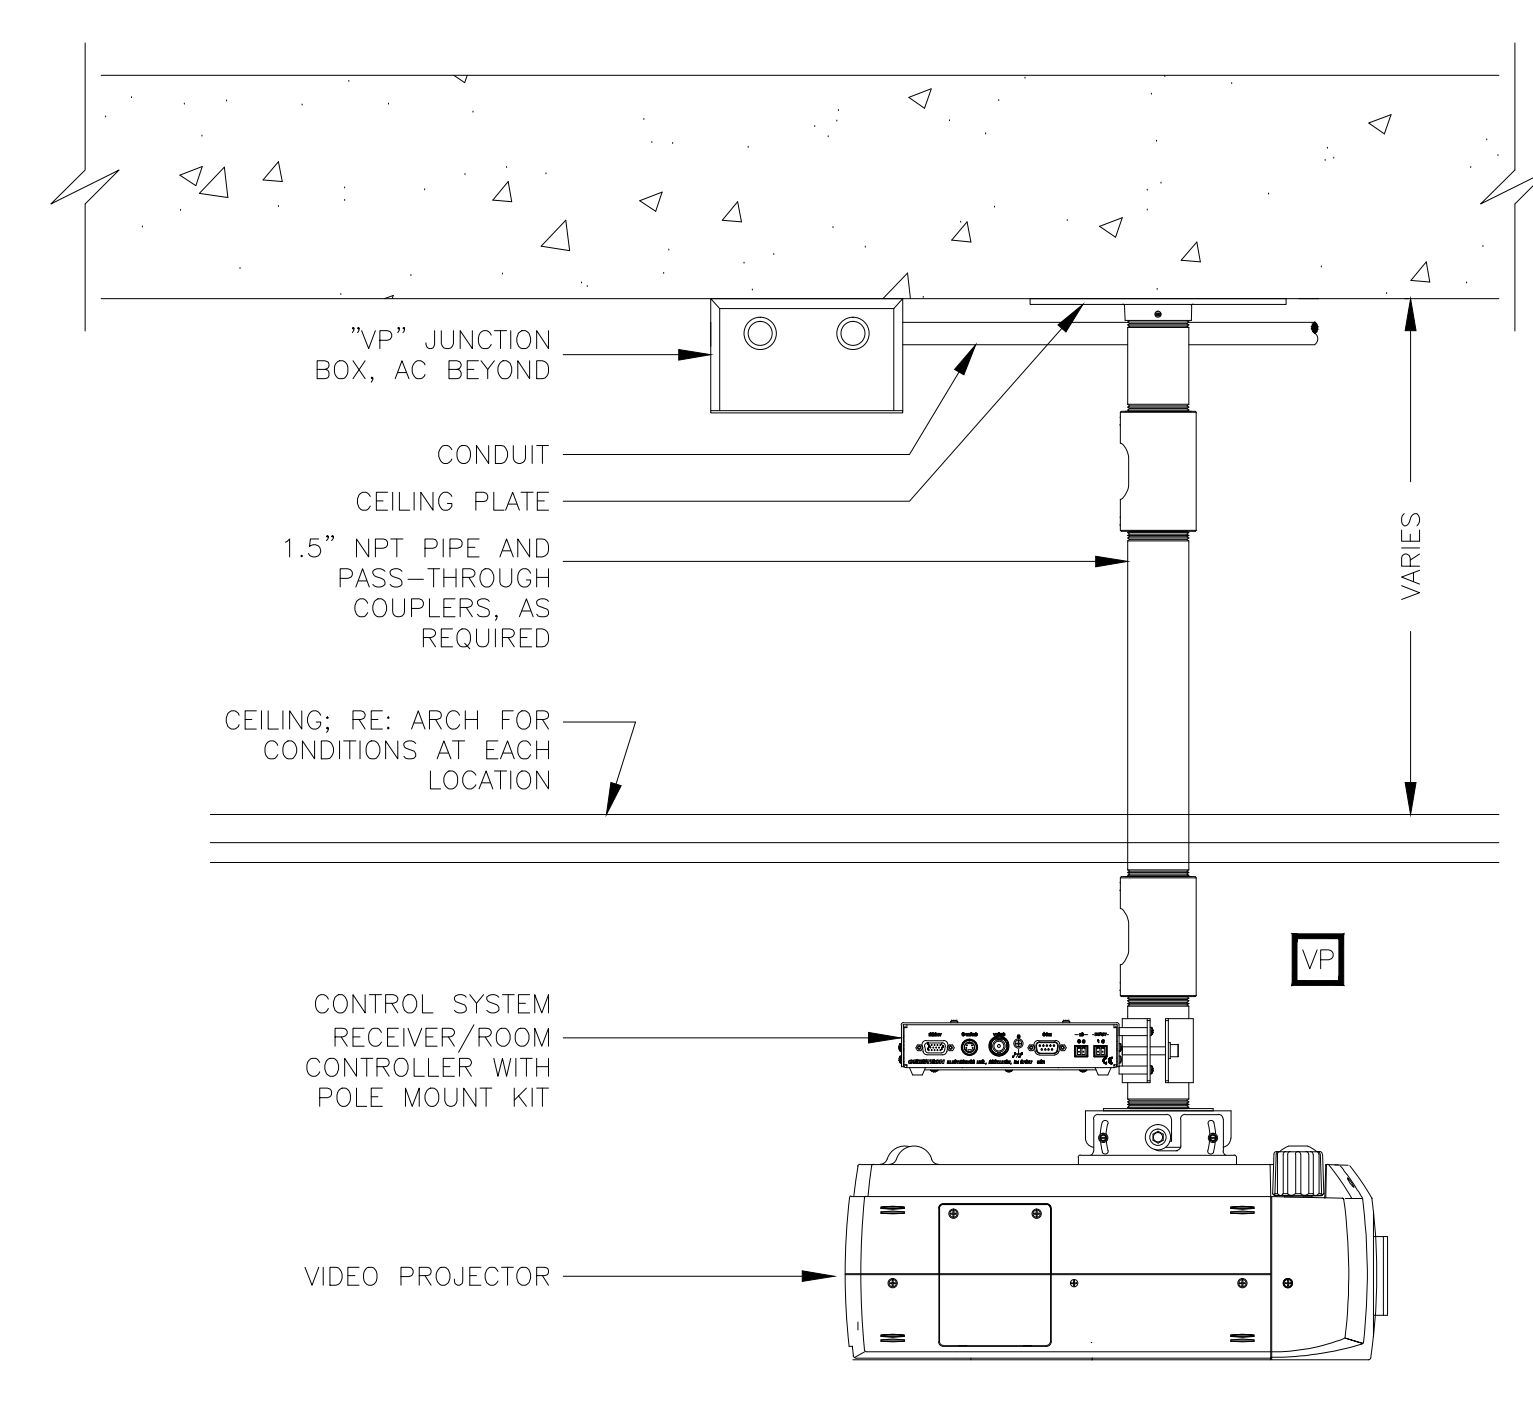 "VP" JUNCTION
BOX, AC BEYOND
CONDUIT
CEILING PLATE
1.5" NPT PIPE AND
PASS-THROUGH
COUPLERS, AS
REQUIRED
VARIES
CEILING; RE: ARCH FOR
CONDITIONS AT EACH
LOCATION
VP
CONTROL SYSTEM
RECEIVER/ROOM
CONTROLLER WITH
POLE MOUNT KIT
VIDEO PROJECTOR